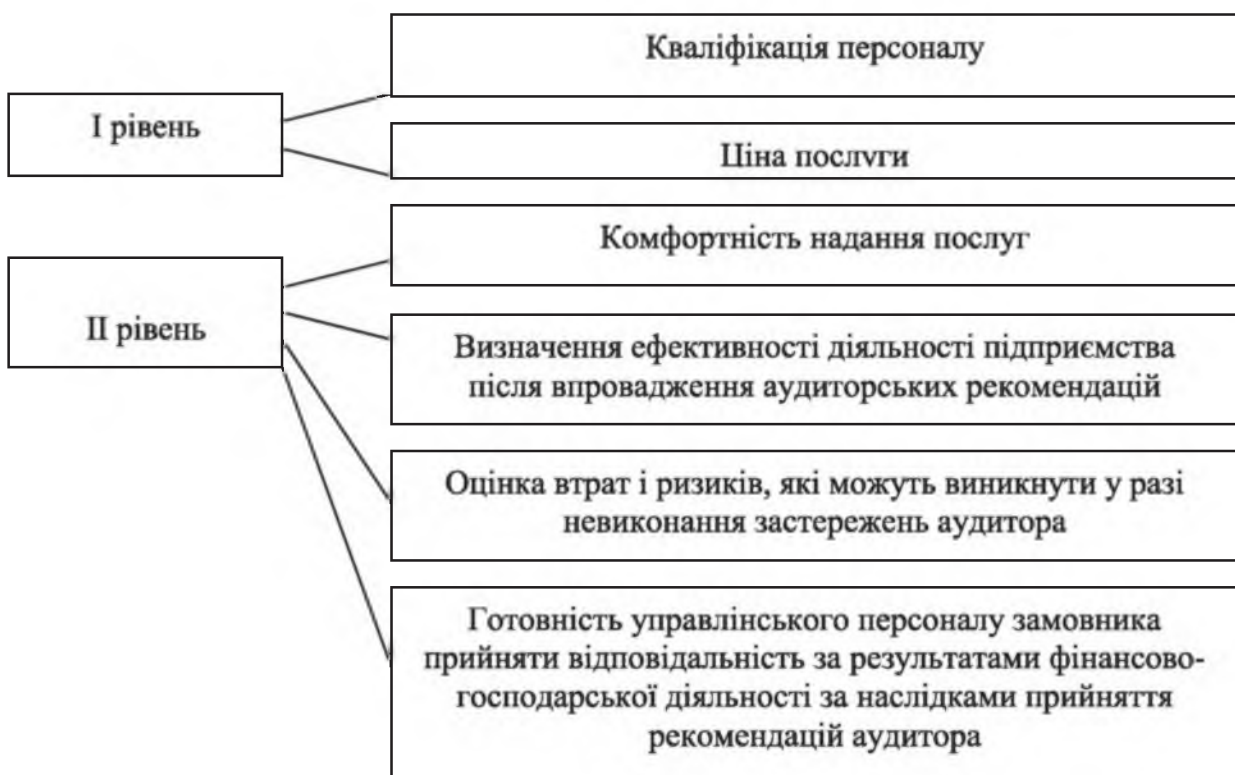 Кваліфікація персоналу
І рівень
Ціна послуги
Комфортність надання послуг
ІІ рівень
Визначення ефективності діяльності підприємства
після впровадження аудиторських рекомендацій
Оцінка втрат і ризиків, які можуть виникнути у разі
невиконання застережень аудитора
Готовність управлінського персоналу замовника
прийняти відповідальність за результатами фінансово-
господарської діяльності за наслідками прийняття
рекомендацій аудитора